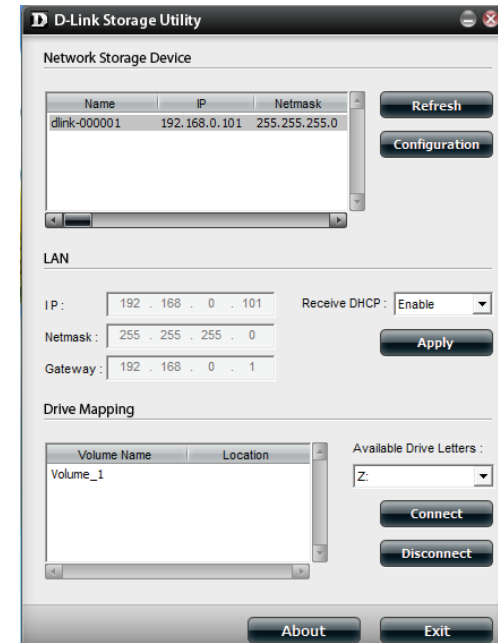 D D-Link Storage Utility
Network Storage Device
Name IP Netmask
dlink-000001 192.168.0.101 255.255.255.0
Refresh
Configuration
LAN
IP : 192 . 168 . 0 . 101
Receive DHCP : Enable
Netmask : 255 . 255 . 255 . 0
Apply
Gateway : 192 . 168 . 0 . 1
Drive Mapping
Volume Name Location
Volume_1
Available Drive Letters :
Z:
Connect
Disconnect
About Exit